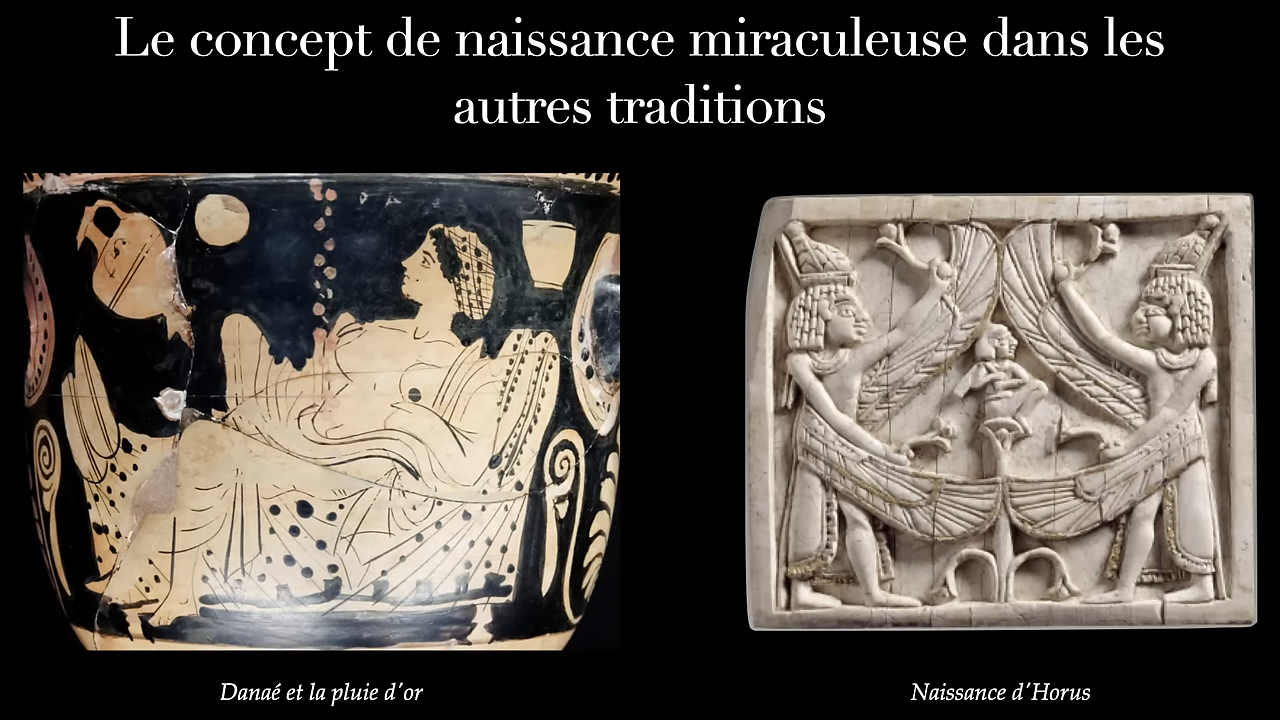 Le concept de naissance miraculeuse dans les
autres traditions
Danaé et la pluie d'or
Naissance d'Horus